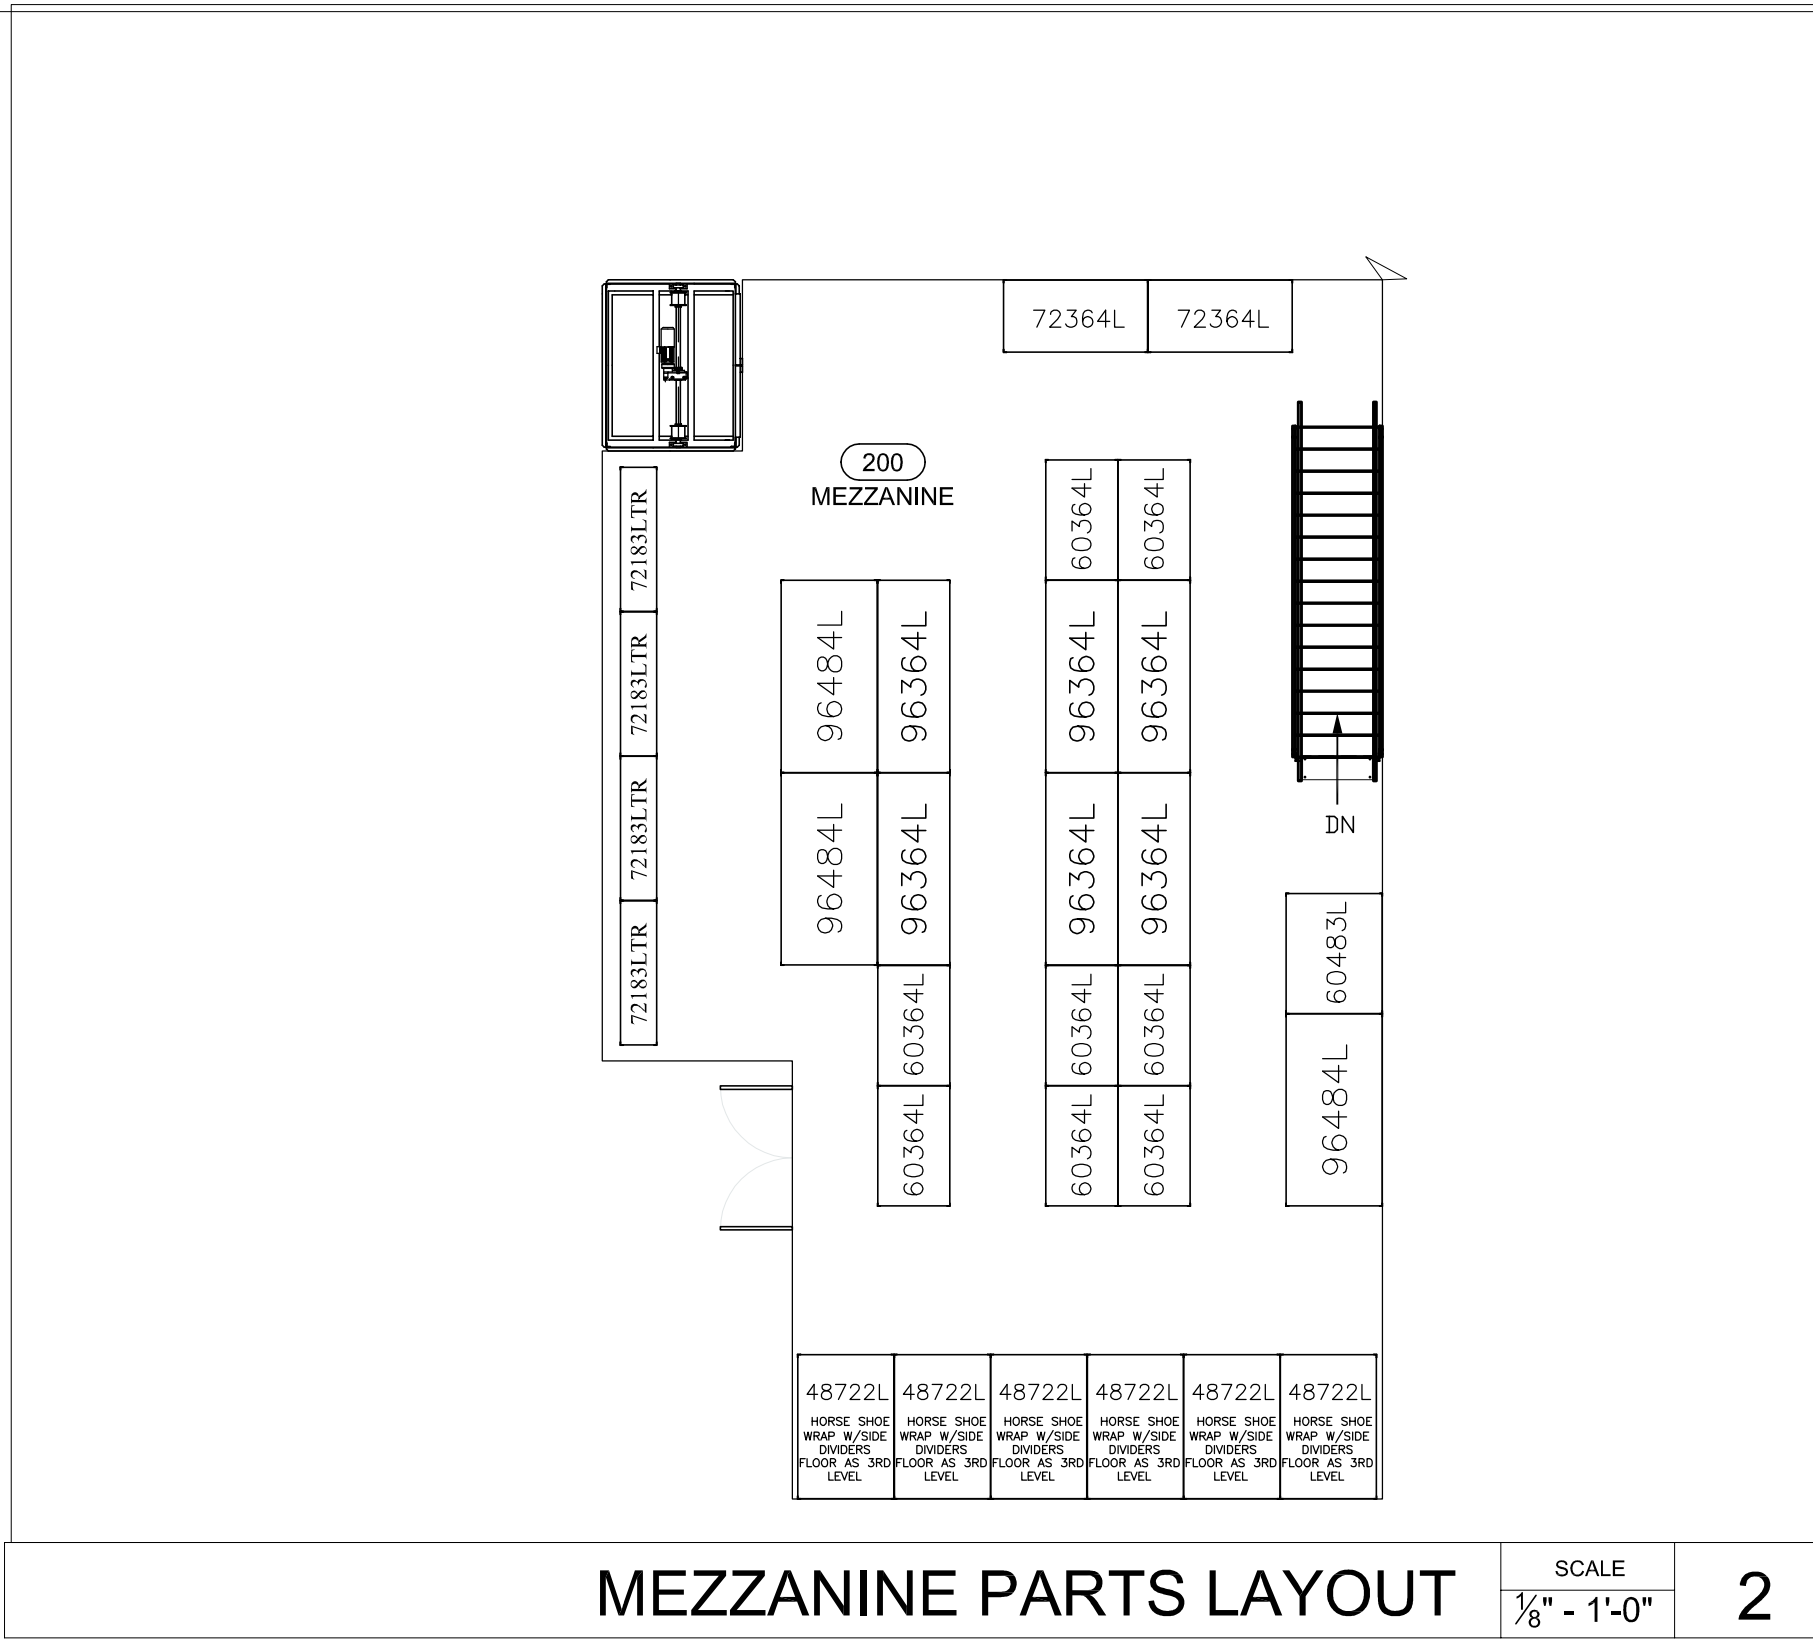 72364L 72364L
200
MEZZANINE
72183LTR
72183LTR
72183LTR
72183LTR
96484L
96484L
96364L
96364L
60364L
60364L
60364L
96364L
96364L
60364L
60364L
60364L
96364L
96364L
60364L
60364L
DN
60483L
96484L
48722L
HORSE SHOE
WRAP W/SIDE
DIVIDERS
FLOOR AS 3RD
LEVEL
48722L
HORSE SHOE
WRAP W/SIDE
DIVIDERS
FLOOR AS 3RD
LEVEL
48722L
HORSE SHOE
WRAP W/SIDE
DIVIDERS
FLOOR AS 3RD
LEVEL
48722L
HORSE SHOE
WRAP W/SIDE
DIVIDERS
FLOOR AS 3RD
LEVEL
48722L
HORSE SHOE
WRAP W/SIDE
DIVIDERS
FLOOR AS 3RD
LEVEL
48722L
HORSE SHOE
WRAP W/SIDE
DIVIDERS
FLOOR AS 3RD
LEVEL
MEZZANINE PARTS LAYOUT
SCALE
⅛" - 1'-0"
2